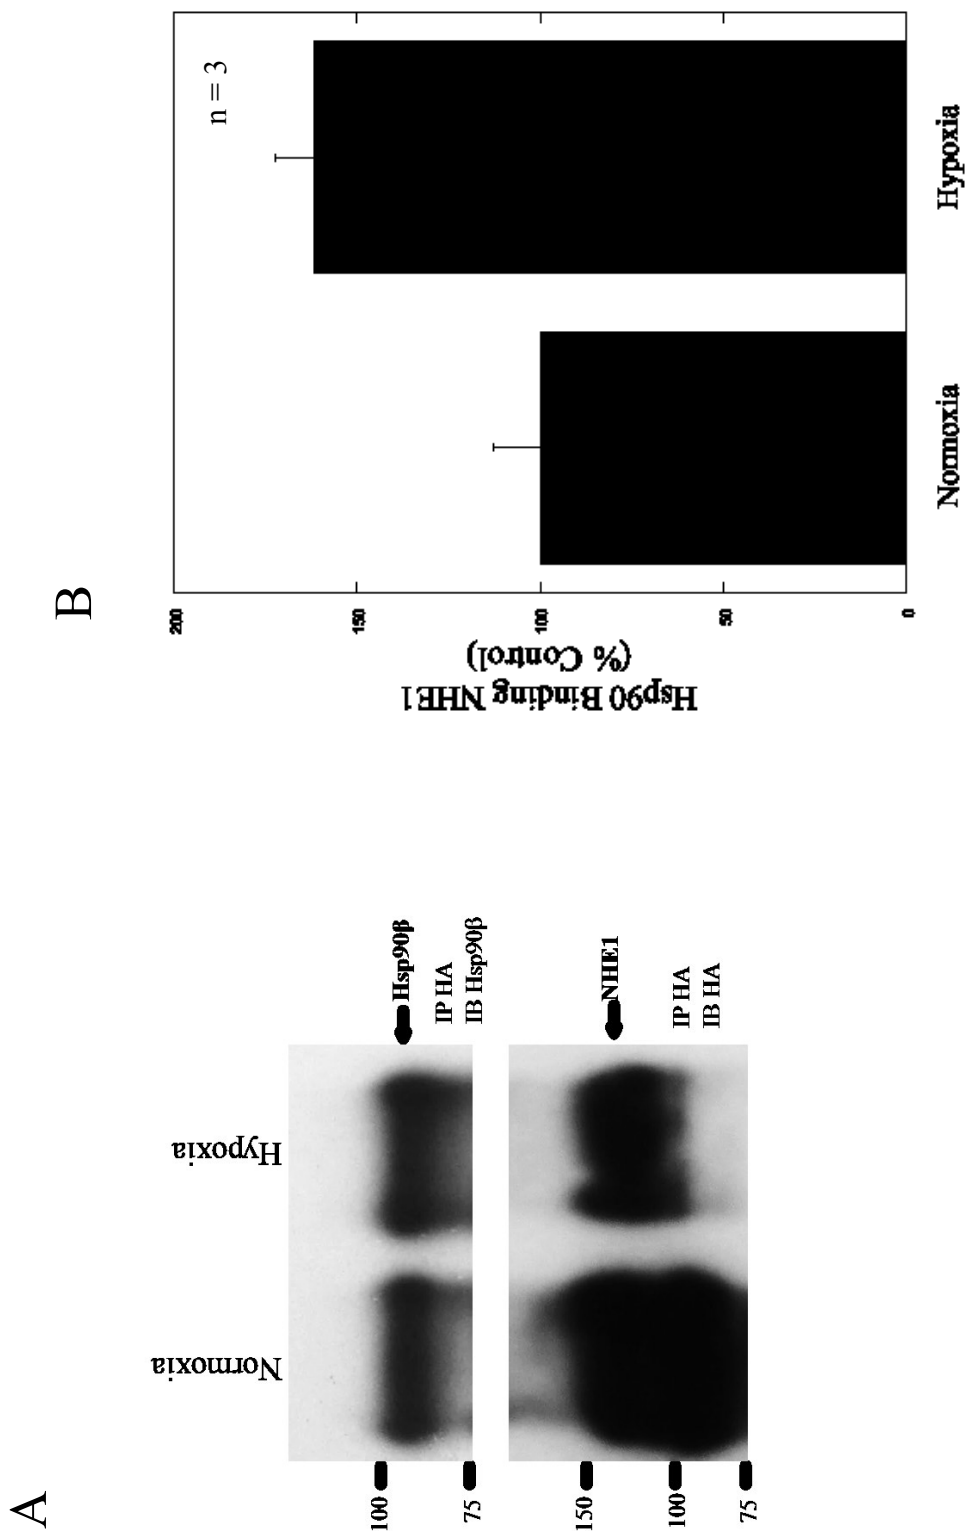 A
Normoxia
Hypoxia
100
75
Hsp90β
IP HA
IB Hsp90β
150
100
75
NHE1
IP HA
IB HA
B
Hsp90 Binding NHE1
(% Control)
200
150
100
50
0
n = 3
Normoxia
Hypoxia